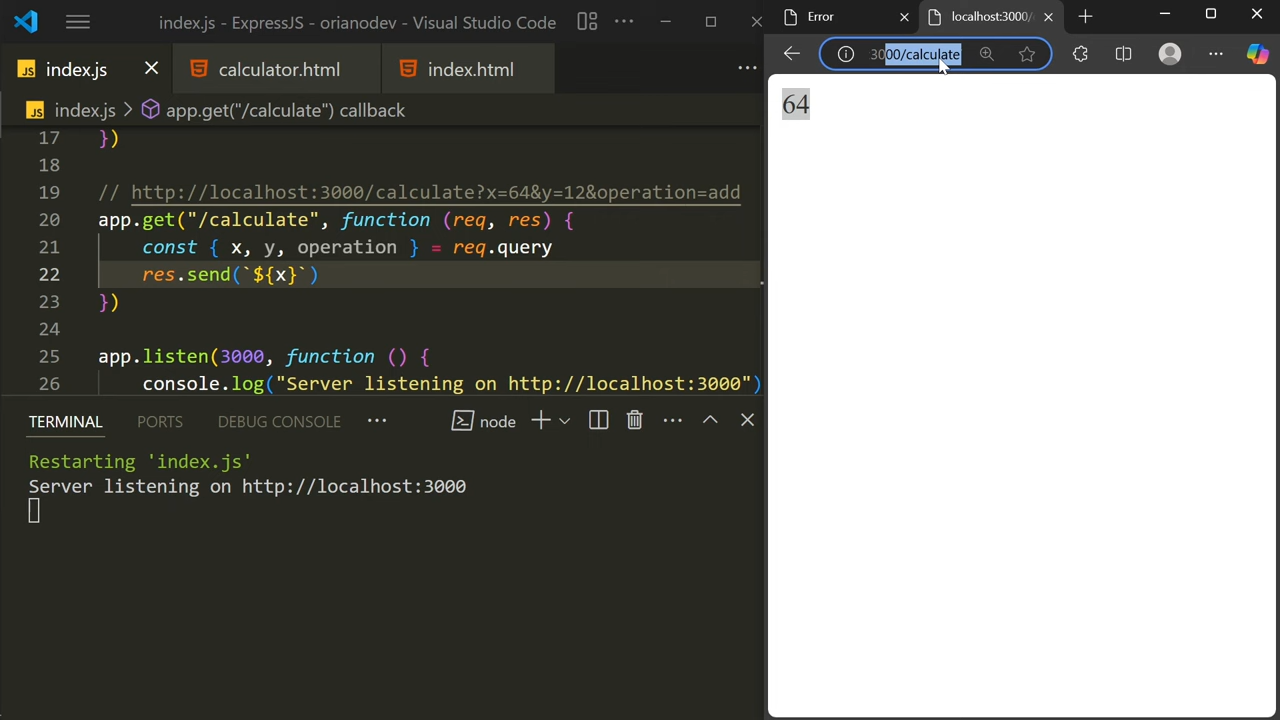 index.js - ExpressJS - orianodev - Visual Studio Code
index.js
calculator.html
index.html
index.js > app.get("/calculate") callback
17 })
18
19 // http://localhost:3000/calculate?x=64&y=12&operation=add
20 app.get("/calculate", function (req, res) {
21 const { x, y, operation } = req.query
22 res.send(`${x}`)
23 })
24
25 app.listen(3000, function () {
26 console.log("Server listening on http://localhost:3000")
TERMINAL PORTS DEBUG CONSOLE
node
Restarting 'index.js'
Server listening on http://localhost:3000
Error
localhost:3000/
3000/calculate
64